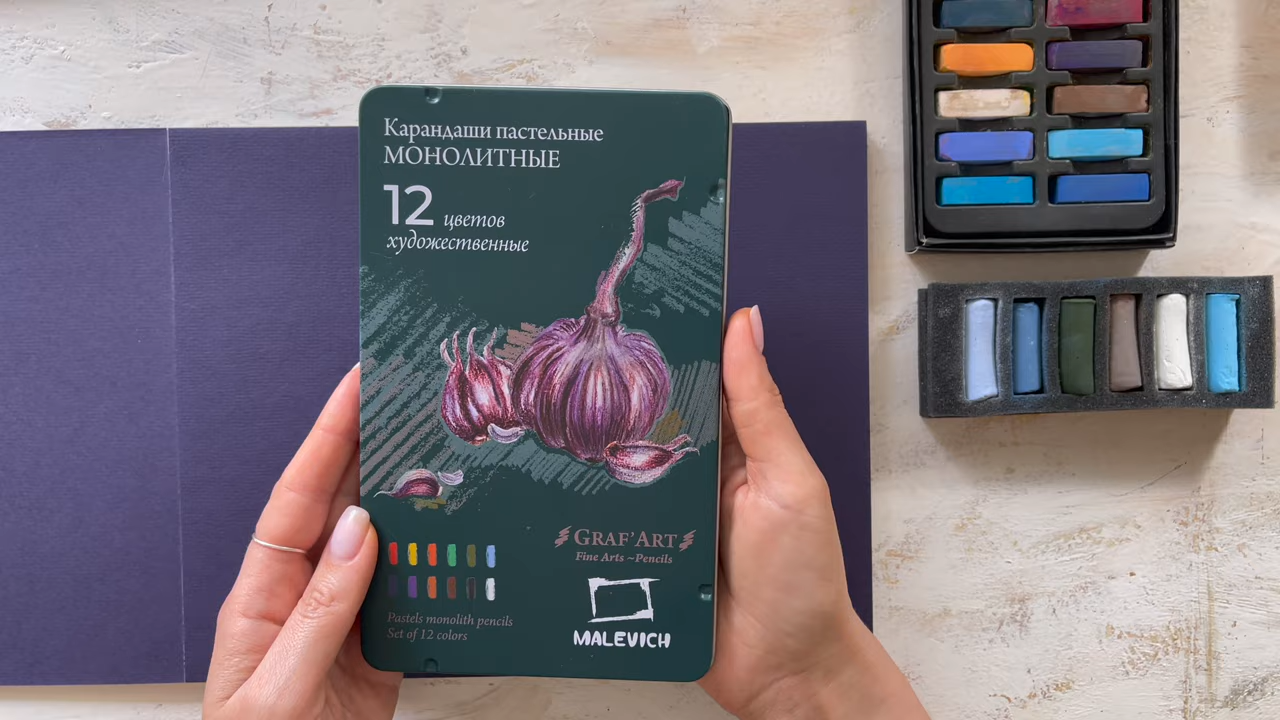 Карандаши пастельные
МОНОЛИТНЫЕ
12 цветов
художественные
GRAF'ART
Fine Arts ~Pencils
Pastels monolith pencils
Set of 12 colors
MALEVICH